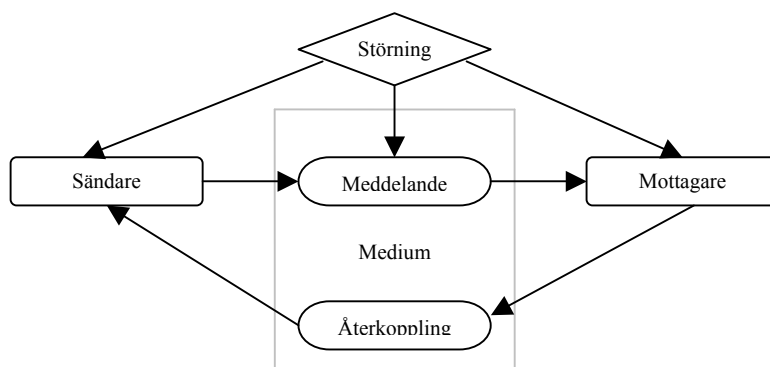 Störning
Sändare
Meddelande
Mottagare
Medium
Återkoppling